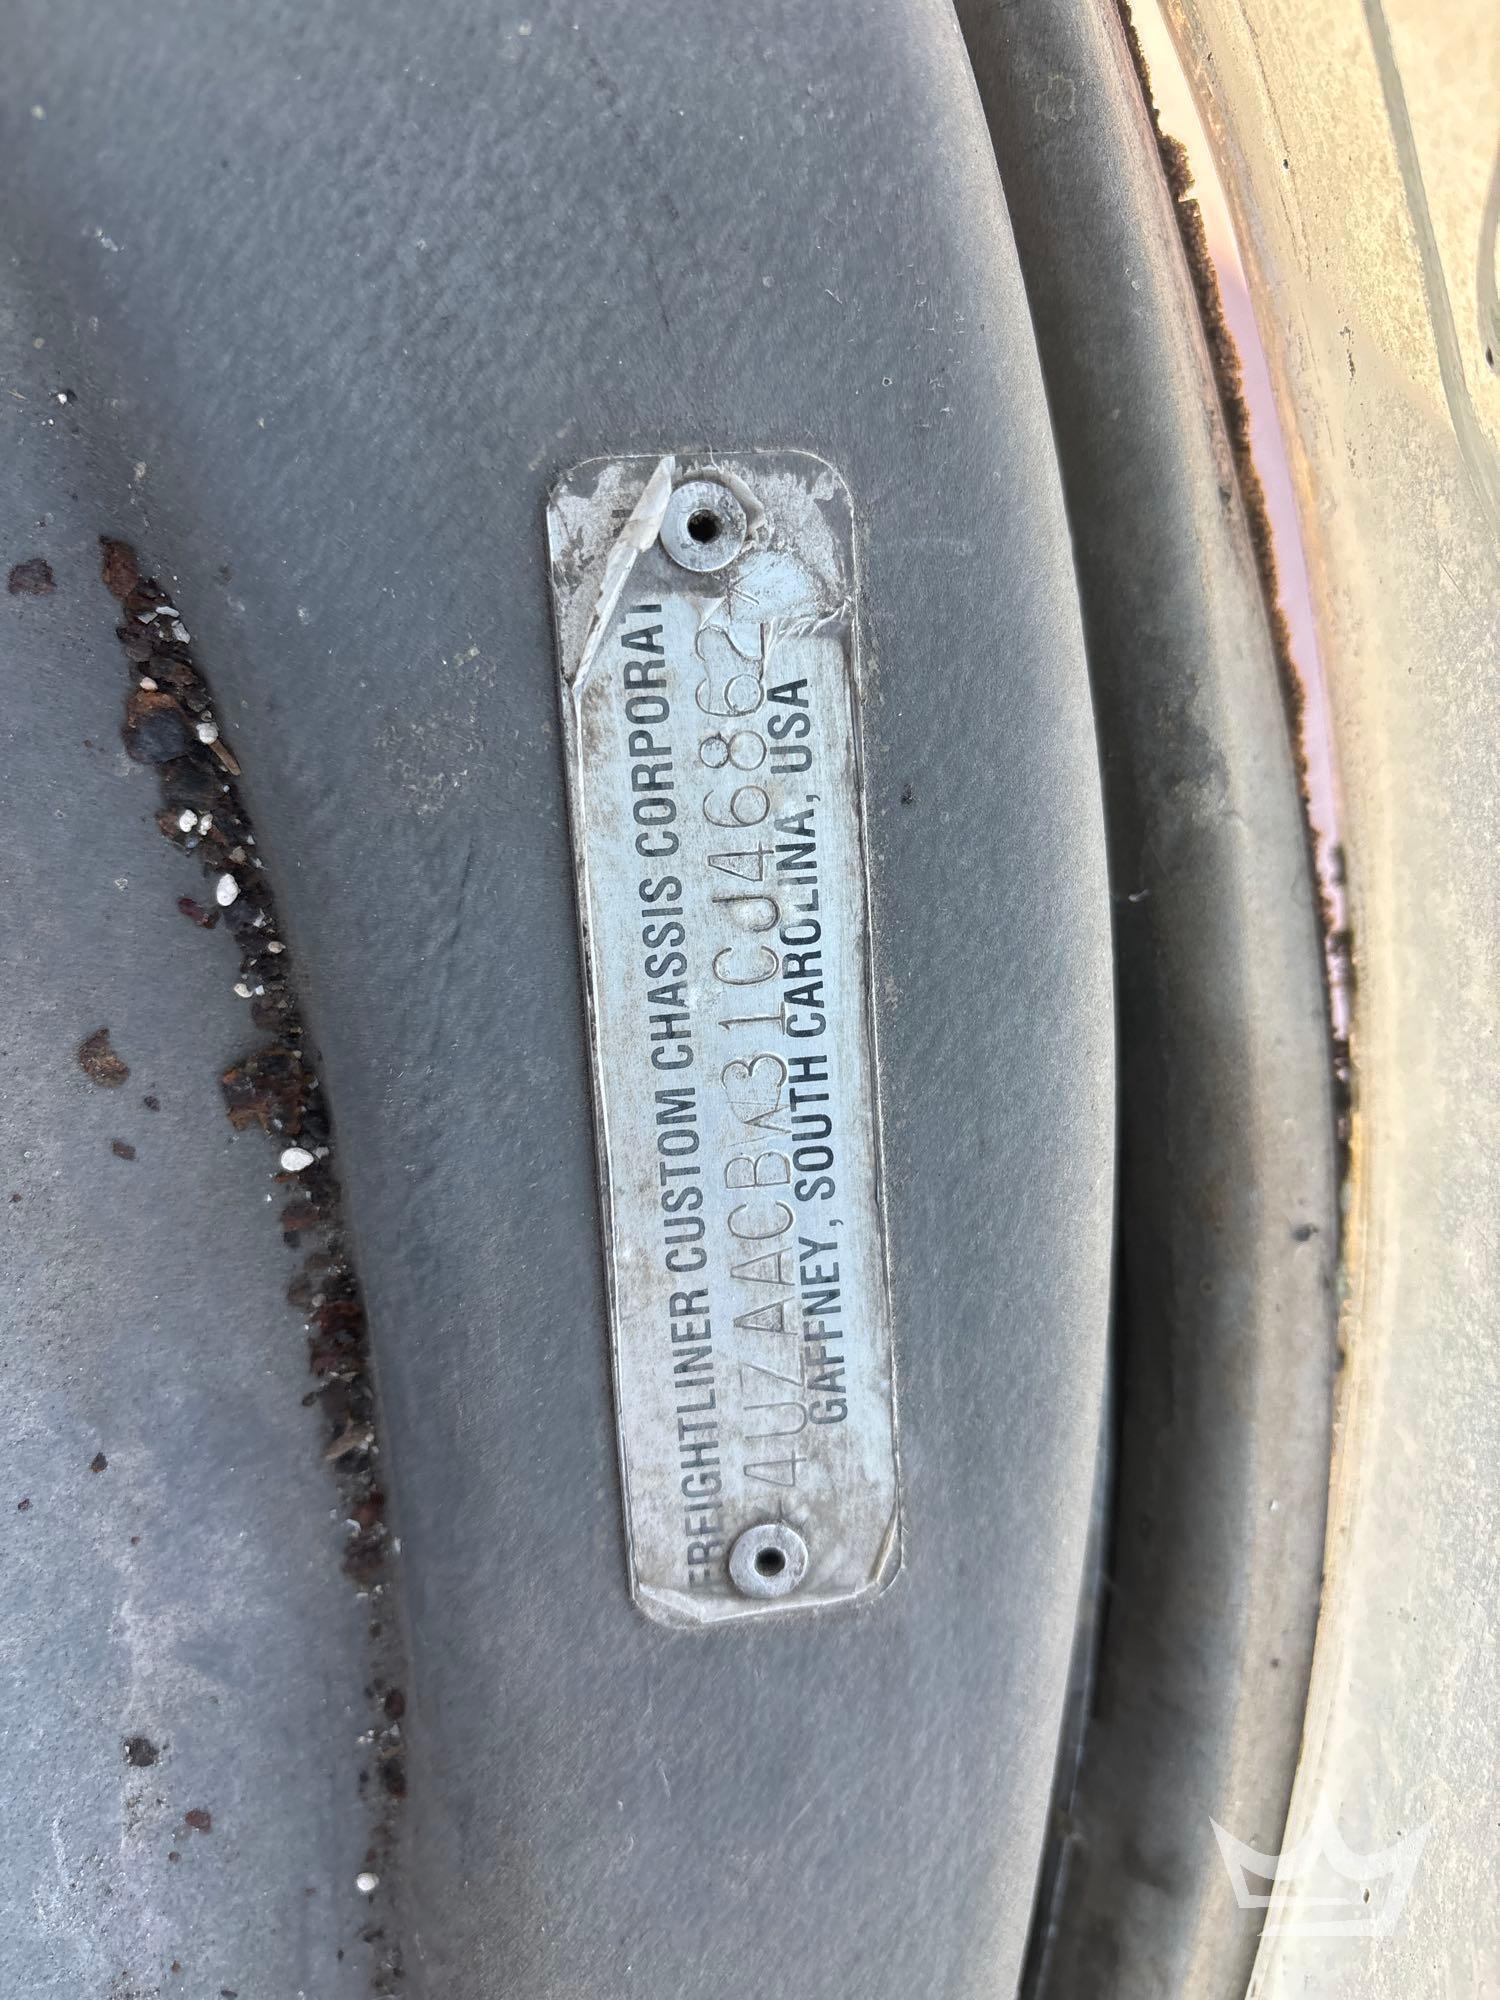 FREIGHTLINER CUSTOM CHASSIS CORPORAT
4UZAACBW31CJ46862*
GAFFNEY, SOUTH CAROLINA, USA